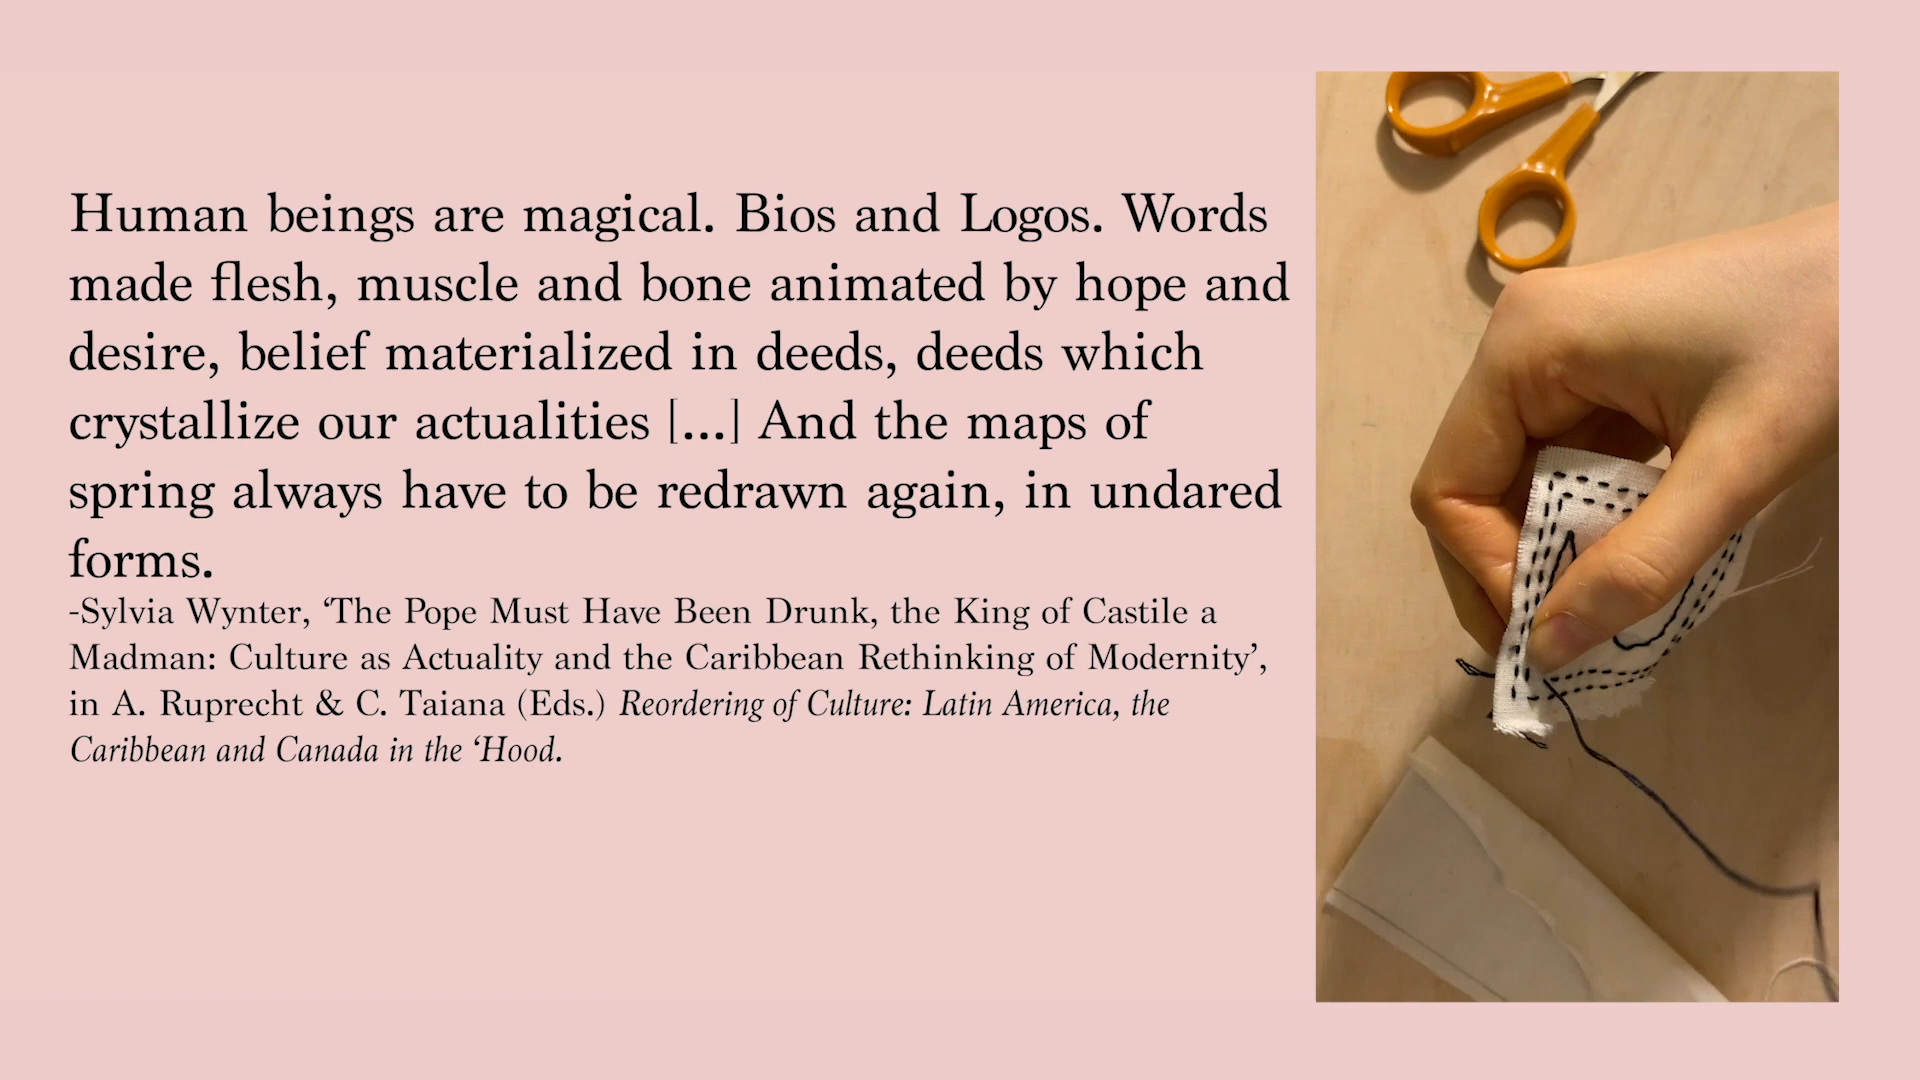 Human beings are magical. Bios and Logos. Words
made flesh, muscle and bone animated by hope and
desire, belief materialized in deeds, deeds which
crystallize our actualities [...] And the maps of
spring always have to be redrawn again, in undared
forms.
-Sylvia Wynter, ‘The Pope Must Have Been Drunk, the King of Castile a
Madman: Culture as Actuality and the Caribbean Rethinking of Modernity’,
in A. Ruprecht & C. Taiana (Eds.) Reordering of Culture: Latin America, the
Caribbean and Canada in the ‘Hood.